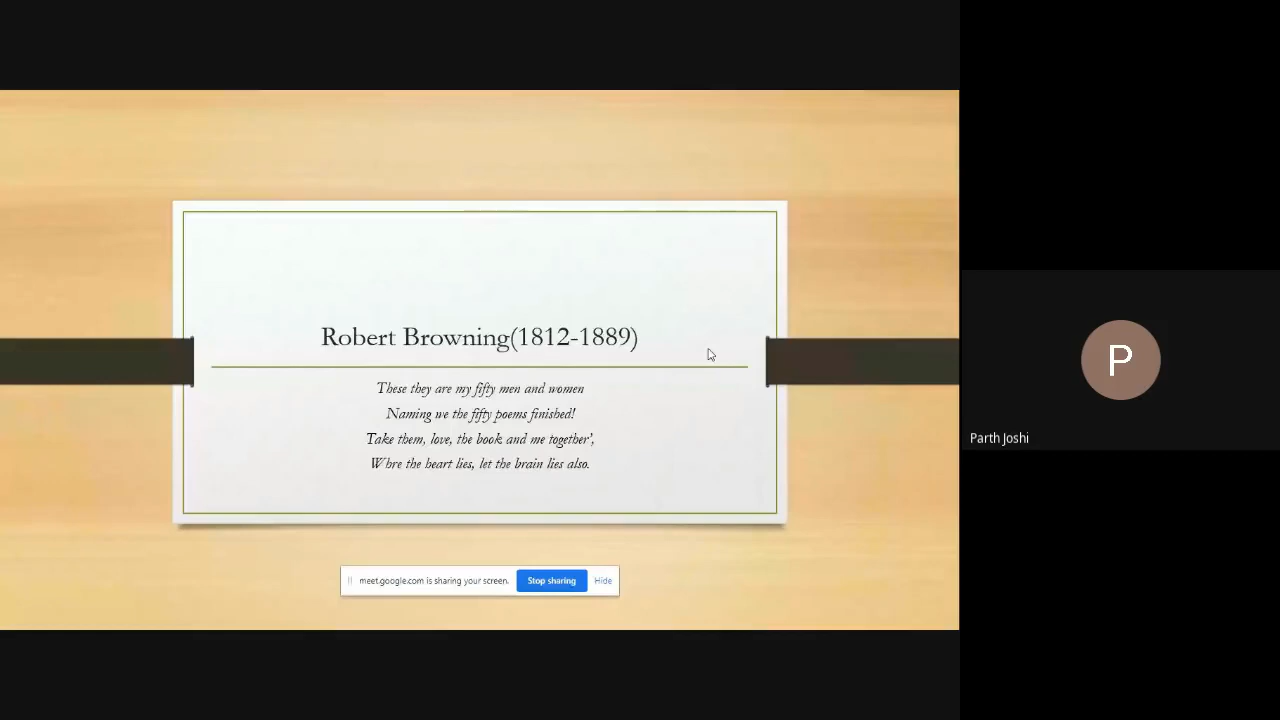 Robert Browning(1812-1889)
These they are my fifty men and women
Naming we the fifty poems finished!
Take them, love, the book and me together',
Whre the heart lies, let the brain lies also.
meet.google.com is sharing your screen.
Stop sharing
Hide
P
Parth Joshi